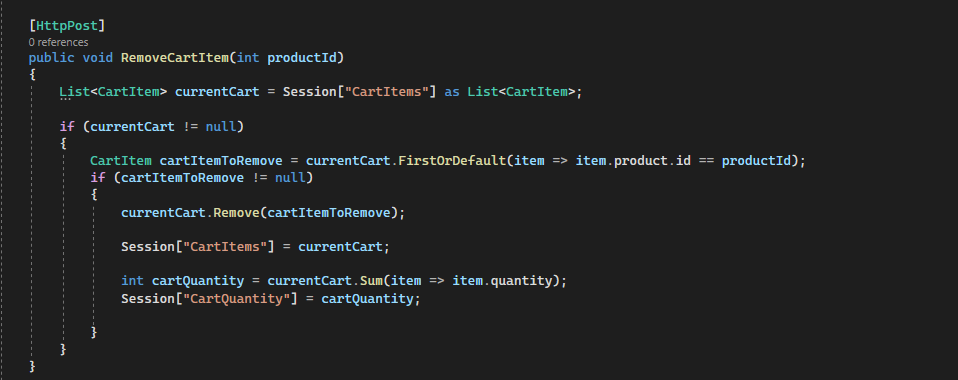 [HttpPost]
0 references
public void RemoveCartItem(int productId)
{
List<CartItem> currentCart = Session["CartItems"] as List<CartItem>;
if (currentCart != null)
{
CartItem cartItemToRemove = currentCart.FirstOrDefault(item => item.product.id == productId);
if (cartItemToRemove != null)
{
currentCart.Remove(cartItemToRemove);
Session["CartItems"] = currentCart;
int cartQuantity = currentCart.Sum(item => item.quantity);
Session["CartQuantity"] = cartQuantity;
}
}
}